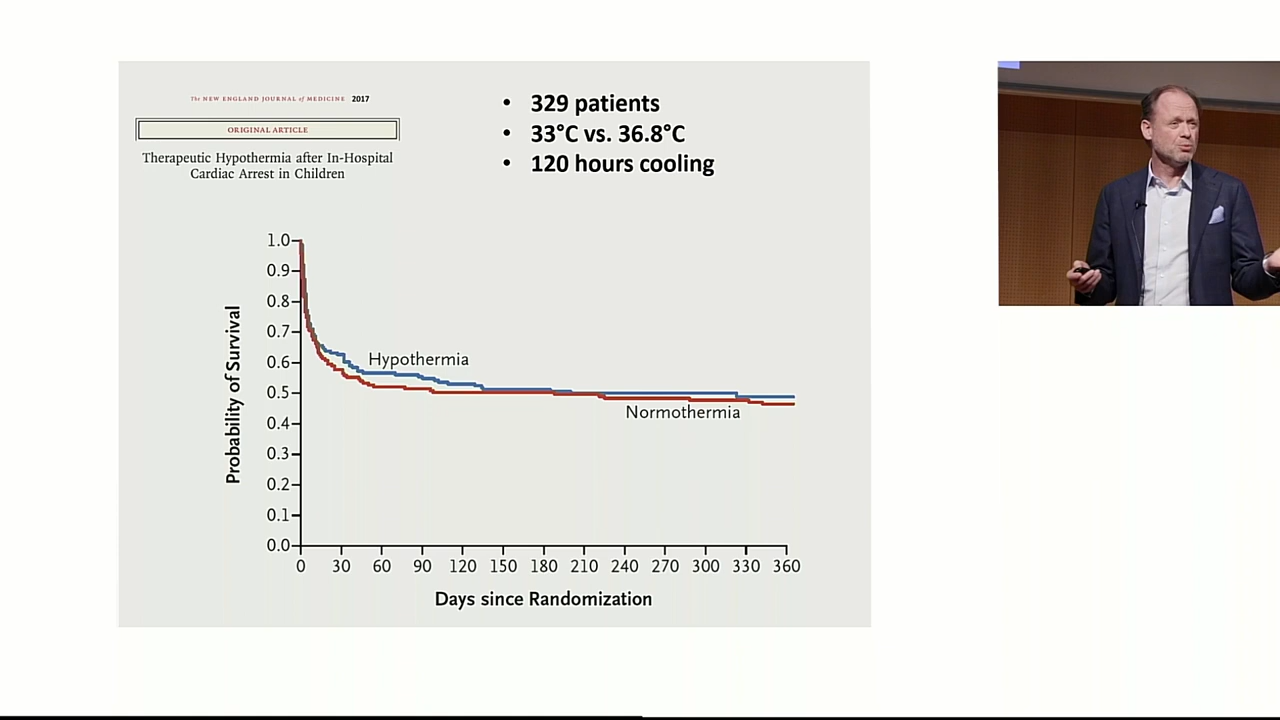 The NEW ENGLAND JOURNAL of MEDICINE 2017
ORIGINAL ARTICLE
Therapeutic Hypothermia after In-Hospital
Cardiac Arrest in Children
• 329 patients
• 33°C vs. 36.8°C
• 120 hours cooling
Probability of Survival
1.0
0.9
0.8
0.7
0.6
0.5
0.4
0.3
0.2
0.1
0.0
Hypothermia
Normothermia
0 30 60 90 120 150 180 210 240 270 300 330 360
Days since Randomization